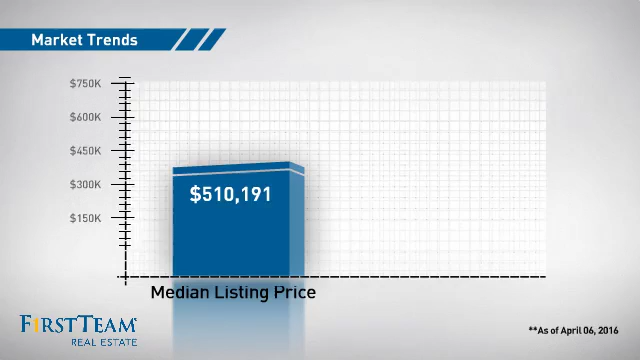 Market Trends
$750K
$600K
$450K
$300K
$150K
$510,191
Median Listing Price
FIRSTTEAM®
REAL ESTATE
**As of April 06, 2016